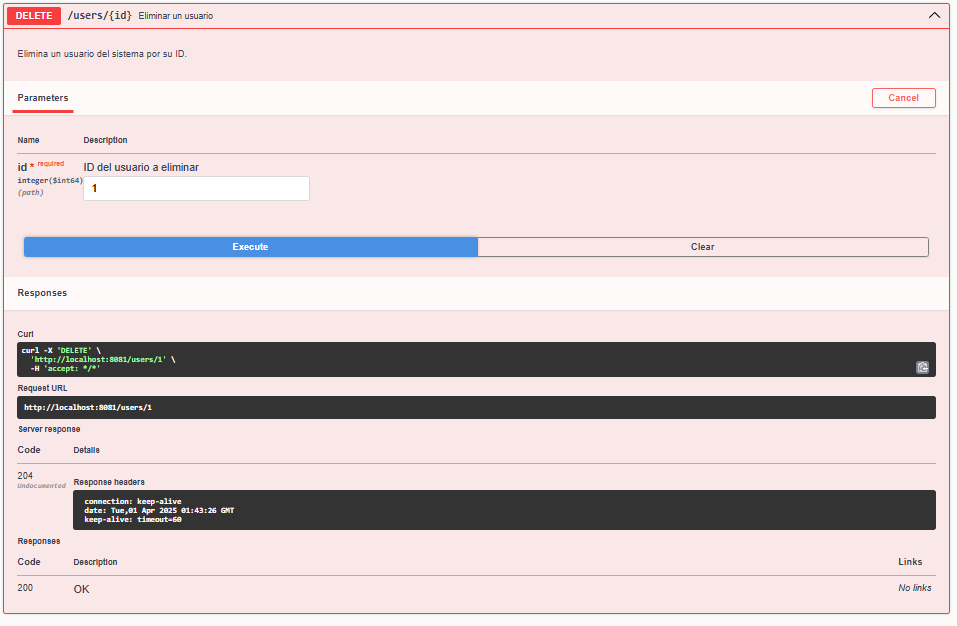 DELETE /users/{id} Eliminar un usuario
Elimina un usuario del sistema por su ID.
Parameters Cancel
Name Description
id * required ID del usuario a eliminar
integer($int64) 1
(path)
Execute Clear
Responses
Curl
curl -X 'DELETE' \
'http://localhost:8081/users/1' \
-H 'accept: */*'
Request URL
http://localhost:8081/users/1
Server response
Code Details
204 Response headers
Undocumented
connection: keep-alive
date: Tue,01 Apr 2025 01:43:26 GMT
keep-alive: timeout=60
Responses
Code Description Links
200 OK No links